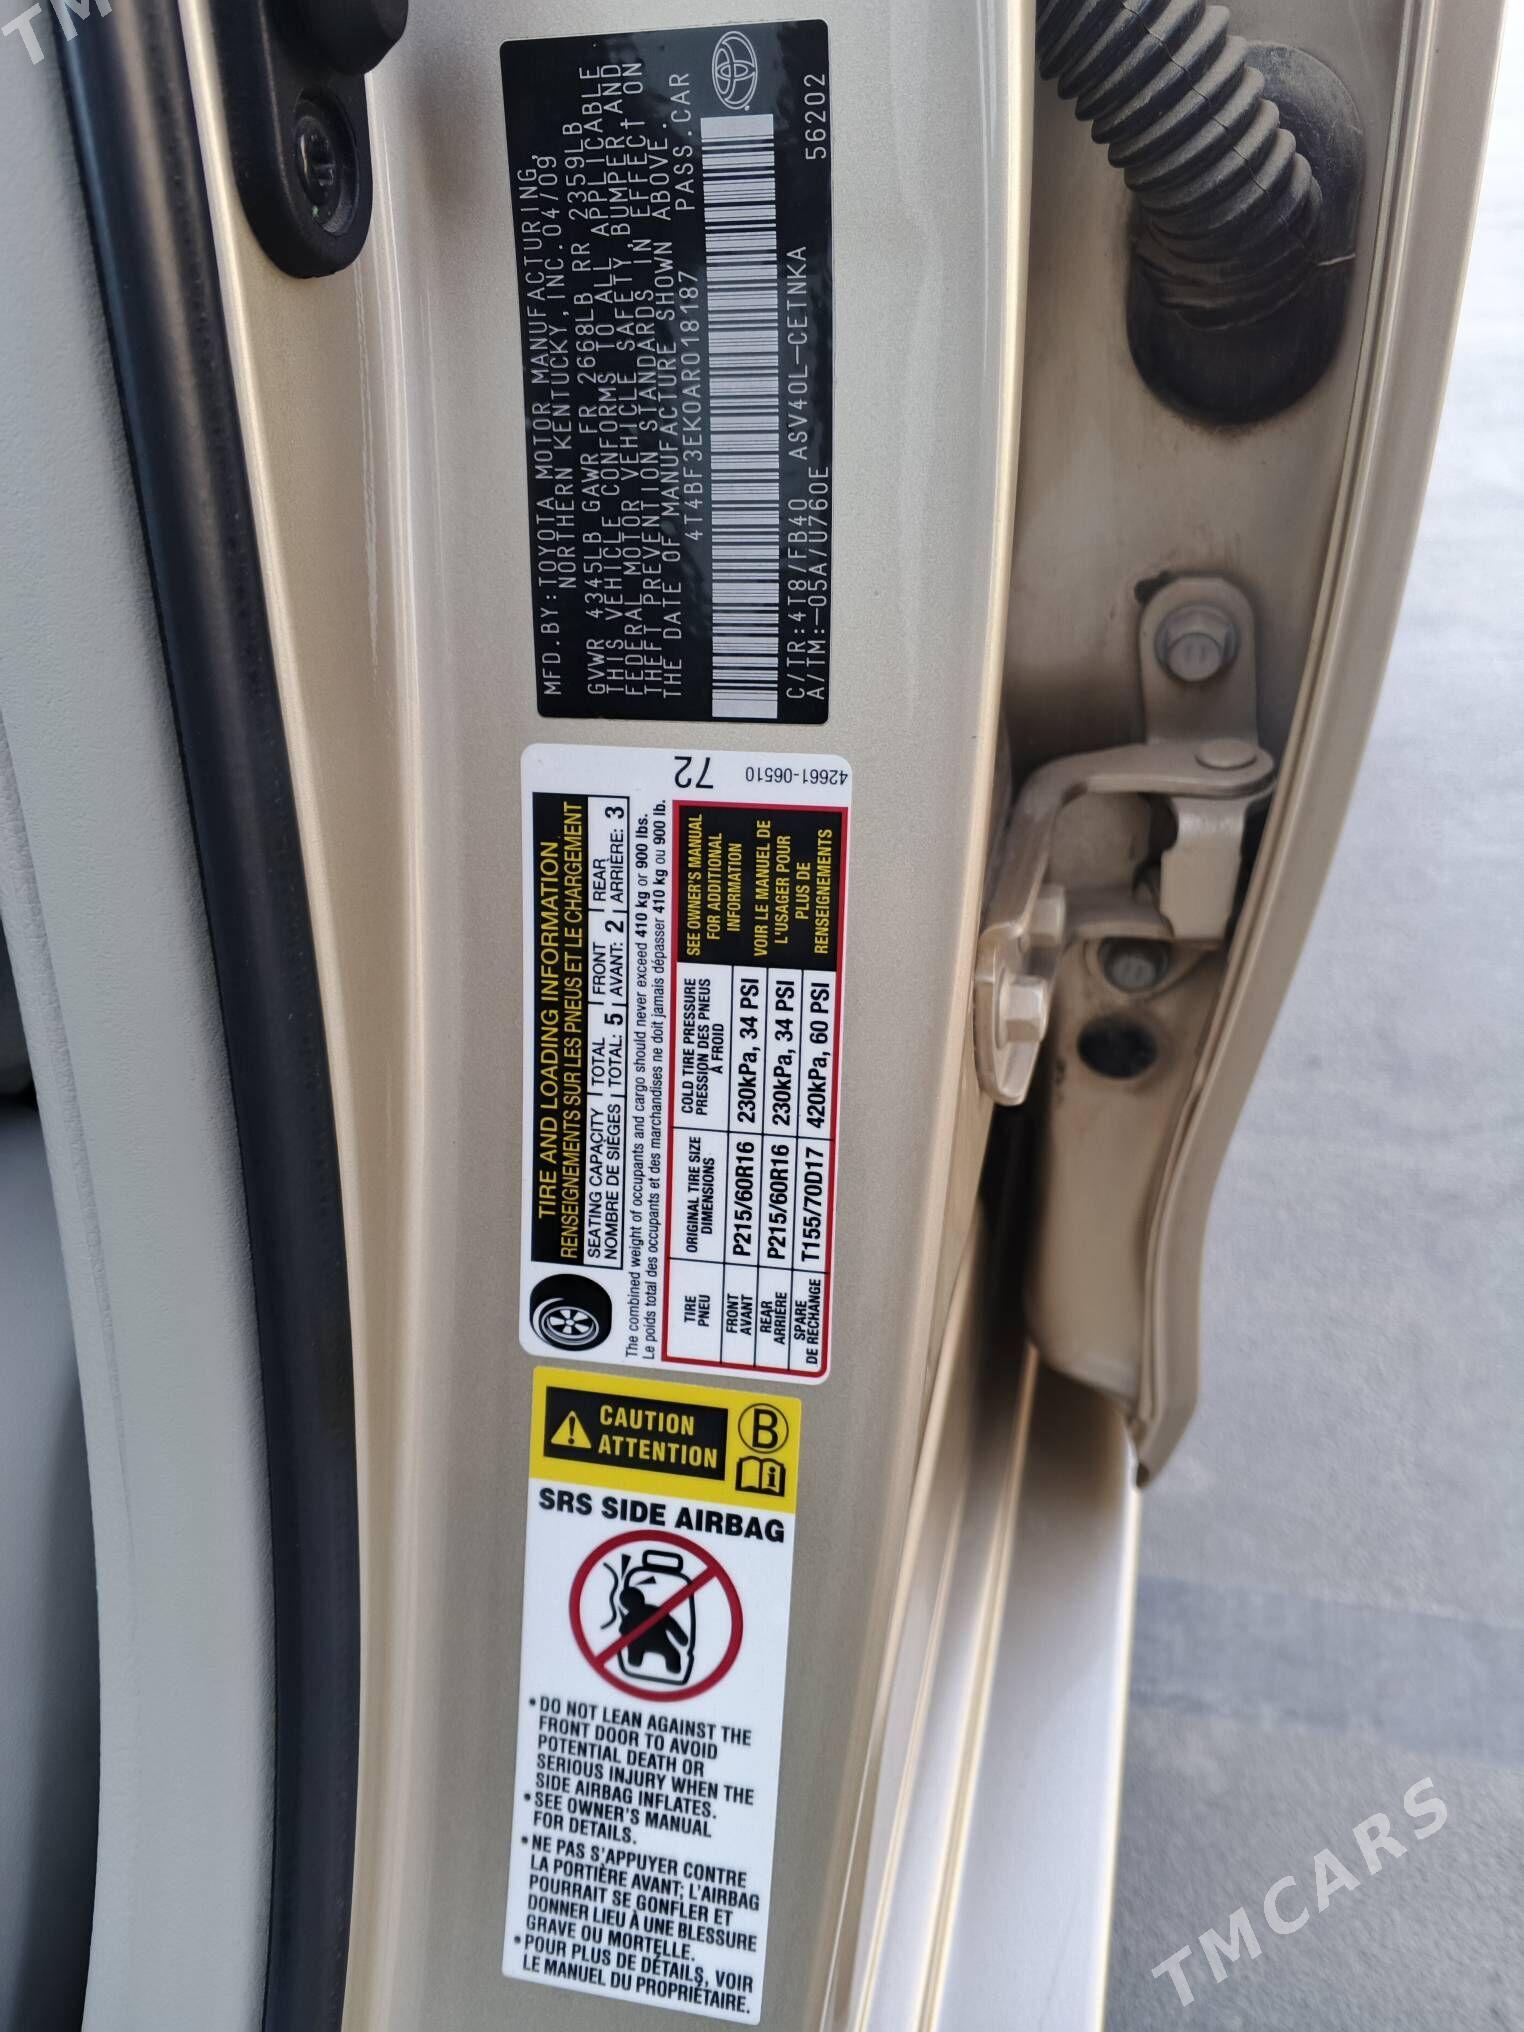 MFD.BY:TOYOTA MOTOR MANUFACTURING,
NORTHERN KENTUCKY,INC.04/09
GVWR 4345LB GAWR FR 2668LB RR 2359LB
THIS VEHICLE CONFORMS TO ALL APPLICABLE
FEDERAL MOTOR VEHICLE SAFETY,BUMPER AND
THEFT PREVENTION STANDARDS IN EFFECT ON
THE DATE OF MANUFACTURE SHOWN ABOVE.
4T4BF3EK0AR018187 PASS.CAR
C/TR:4T8/FB40 ASV40L-CETNKA
A/TM:-05A/U760E 56202
TIRE AND LOADING INFORMATION
RENSEIGNEMENTS SUR LES PNEUS ET LE CHARGEMENT
SEATING CAPACITY TOTAL FRONT REAR
NOMBRE DE SIÈGES TOTAL: 5 AVANT: 2 ARRIÈRE: 3
The combined weight of occupants and cargo should never exceed 410 kg or 900 lbs.
Le poids total des occupants et des marchandises ne doit jamais dépasser 410 kg ou 900 lb.
TIRE
PNEU
ORIGINAL TIRE SIZE
DIMENSIONS
COLD TIRE PRESSURE
PRESSION DES PNEUS
À FROID
SEE OWNER'S MANUAL
FOR ADDITIONAL
INFORMATION
VOIR LE MANUEL DE
L'USAGER POUR
PLUS DE
RENSEIGNEMENTS
FRONT
AVANT
P215/60R16 230kPa, 34 PSI
REAR
ARRIÈRE
P215/60R16 230kPa, 34 PSI
SPARE
DE RECHANGE
T155/70D17 420kPa, 60 PSI
72
42661-06510
CAUTION
ATTENTION
B
i
SRS SIDE AIRBAG
•DO NOT LEAN AGAINST THE
FRONT DOOR TO AVOID
POTENTIAL DEATH OR
SERIOUS INJURY WHEN THE
SIDE AIRBAG INFLATES.
•SEE OWNER'S MANUAL
FOR DETAILS.
•NE PAS S'APPUYER CONTRE
LA PORTIÈRE AVANT; L'AIRBAG
POURRAIT SE GONFLER ET
DONNER LIEU À UNE BLESSURE
GRAVE OU MORTELLE.
•POUR PLUS DE DÉTAILS, VOIR
LE MANUEL DU PROPRIÉTAIRE.
TMCARS